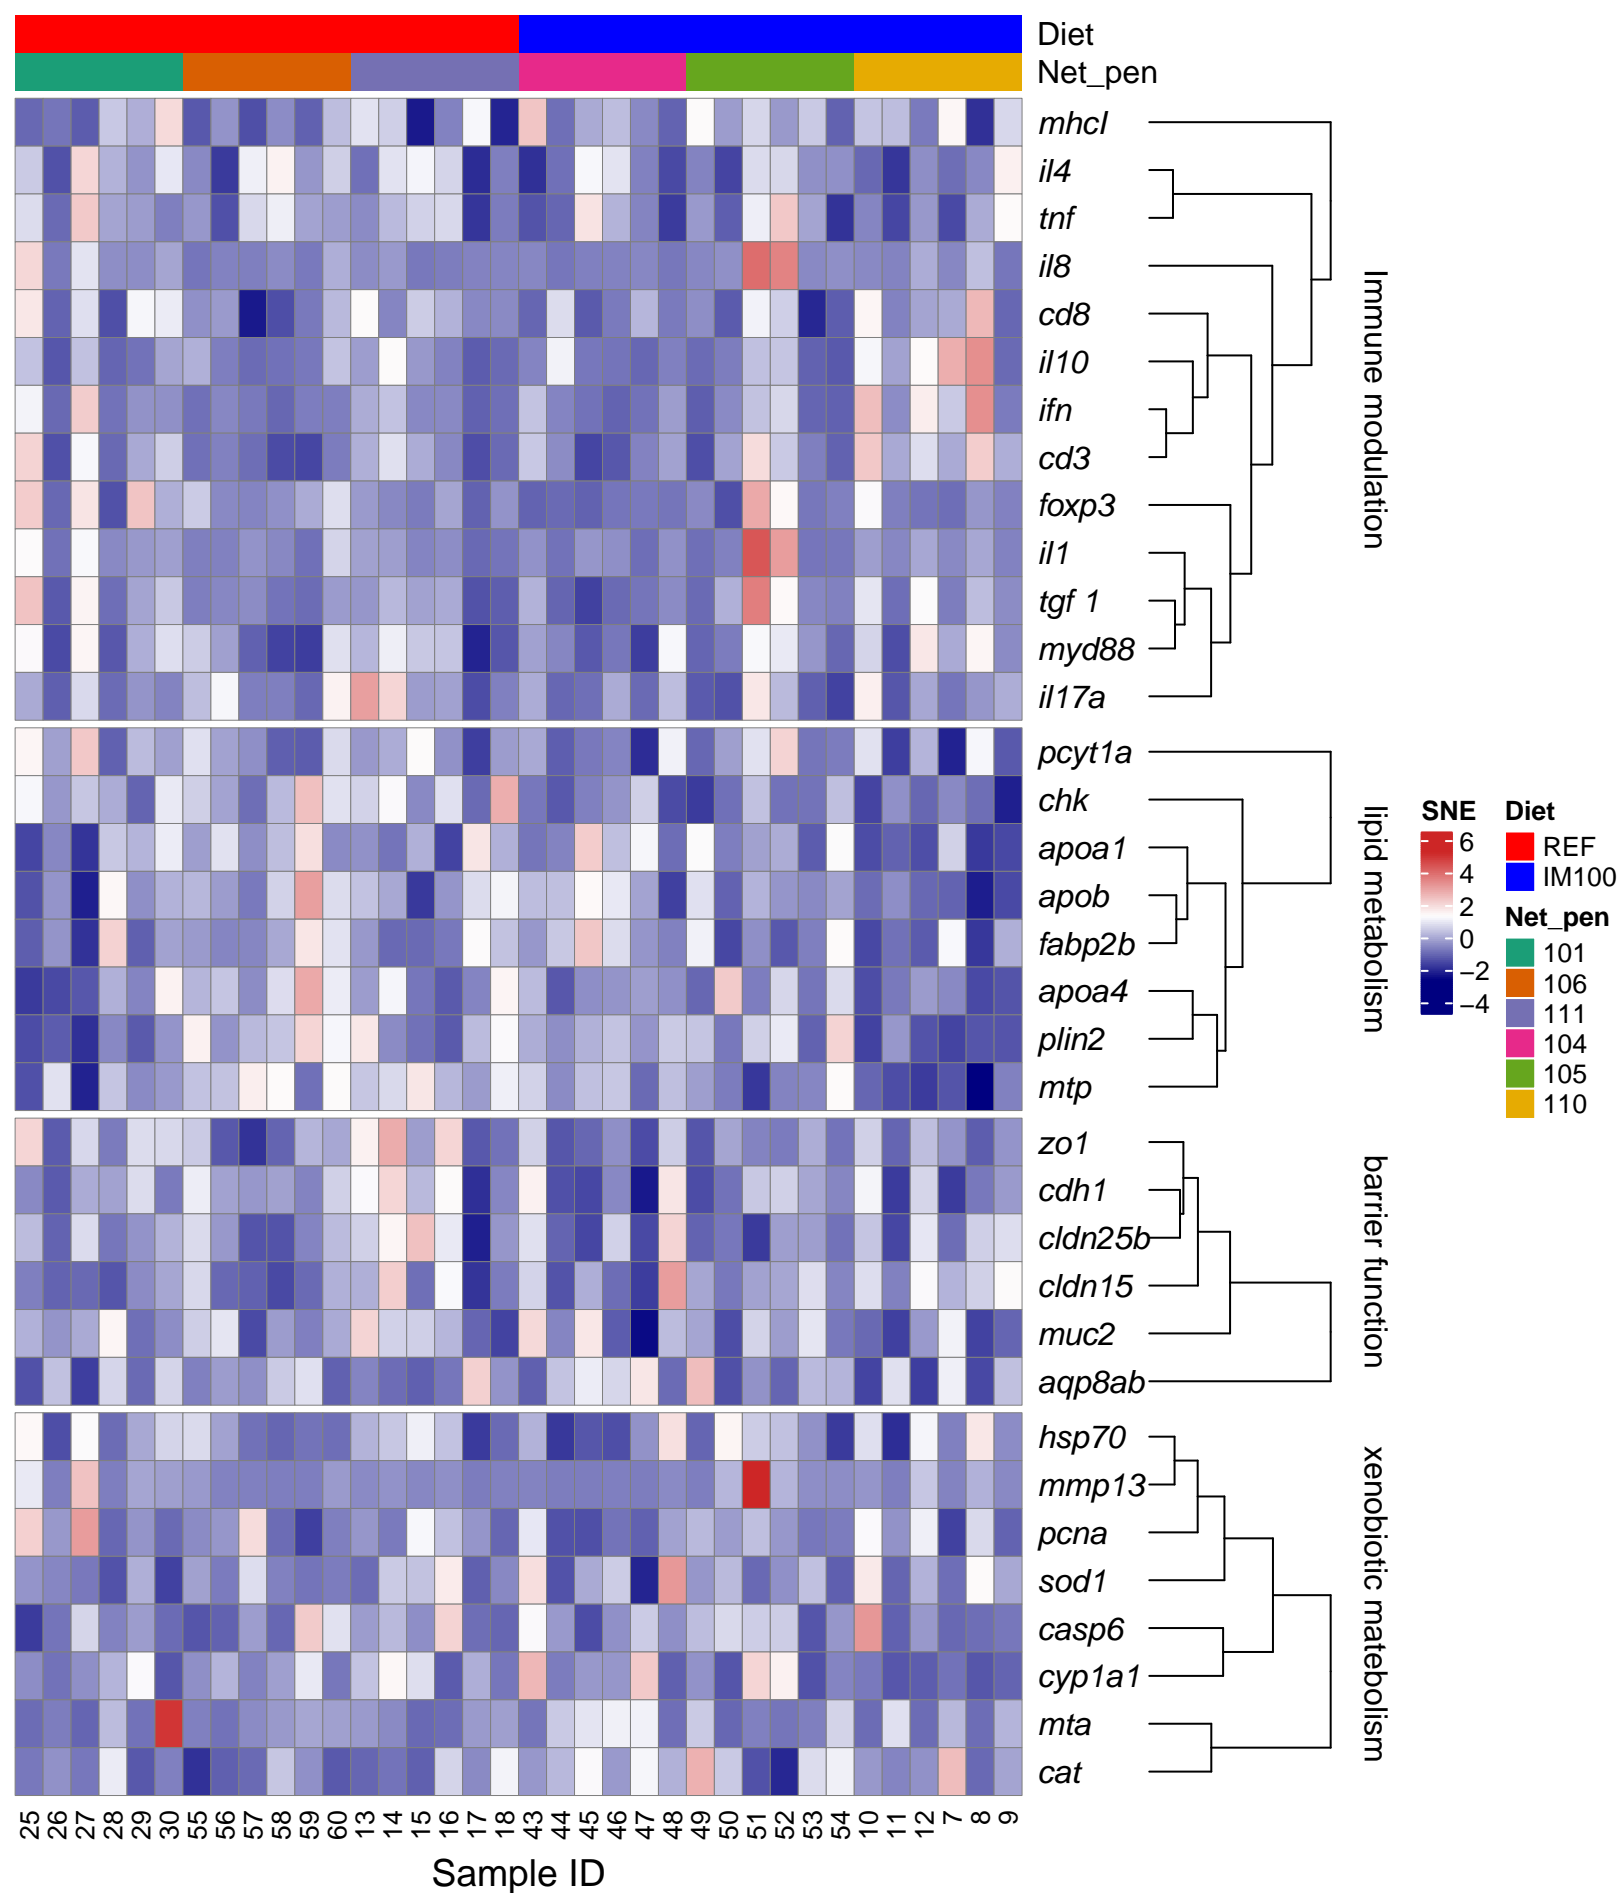 Diet
Net_pen
mhcI
il4
tnf
il8
cd8
il10
ifn
cd3
foxp3
il1
tgf 1
myd88
il17a
Immune modulation
pcyt1a
chk
apoa1
apob
fabp2b
apoa4
plin2
mtp
lipid metabolism
zo1
cdh1
cldn25b
cldn15
muc2
aqp8ab
barrier function
hsp70
mmp13
pcna
sod1
casp6
cyp1a1
mta
cat
xenobiotic matebolism
SNE
6
4
2
0
−2
−4
Diet
REF
IM100
Net_pen
101
106
111
104
105
110
25 26 27 28 29 30 55 56 57 58 59 60 13 14 15 16 17 18 43 44 45 46 47 48 49 50 51 52 53 54 10 11 12 7 8 9
Sample ID